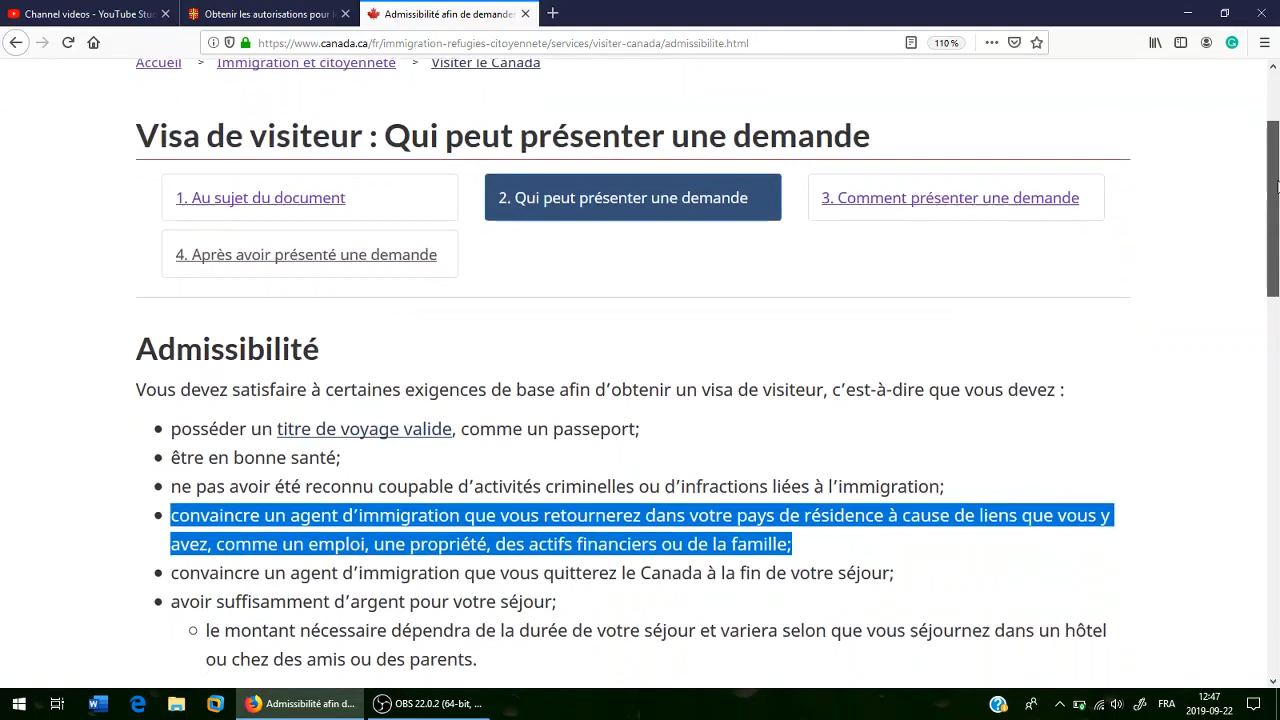 Channel videos - YouTube Stu
Obtenir les autorisations pour l
Admissibilité afin de demander
https://www.canada.ca/fr/immigration-refugies-citoyennete/services/visiter-canada/admissibilite.html
110 %
Accueil > Immigration et citoyenneté > Visiter le Canada
Visa de visiteur : Qui peut présenter une demande
1. Au sujet du document
2. Qui peut présenter une demande
3. Comment présenter une demande
4. Après avoir présenté une demande
Admissibilité
Vous devez satisfaire à certaines exigences de base afin d’obtenir un visa de visiteur, c’est-à-dire que vous devez :
posséder un titre de voyage valide, comme un passeport;
être en bonne santé;
ne pas avoir été reconnu coupable d’activités criminelles ou d’infractions liées à l’immigration;
convaincre un agent d’immigration que vous retournerez dans votre pays de résidence à cause de liens que vous y
avez, comme un emploi, une propriété, des actifs financiers ou de la famille;
convaincre un agent d’immigration que vous quitterez le Canada à la fin de votre séjour;
avoir suffisamment d’argent pour votre séjour;
le montant nécessaire dépendra de la durée de votre séjour et variera selon que vous séjournez dans un hôtel
ou chez des amis ou des parents.
Admissibilité afin d...
OBS 22.0.2 (64-bit, ...
FRA
12:47
2019-09-22